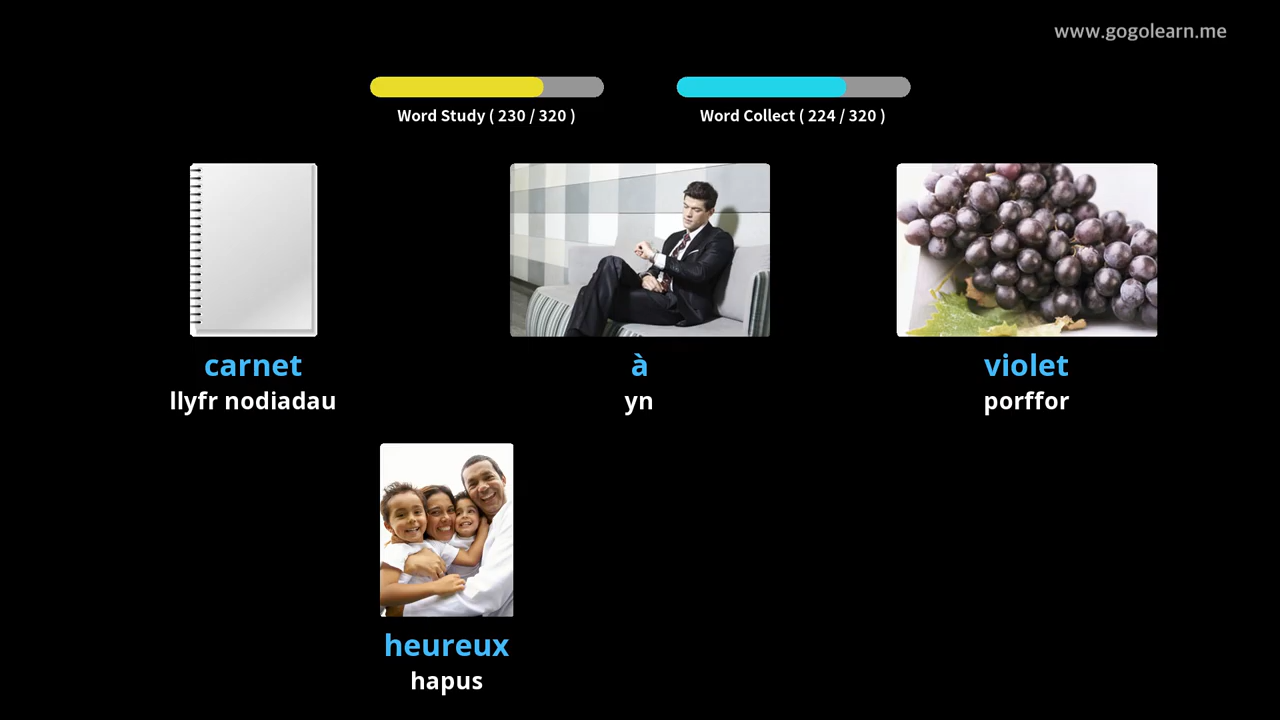 www.gogolearn.me
Word Study ( 230 / 320 )
Word Collect ( 224 / 320 )
carnet
llyfr nodiadau
à
yn
violet
porffor
heureux
hapus